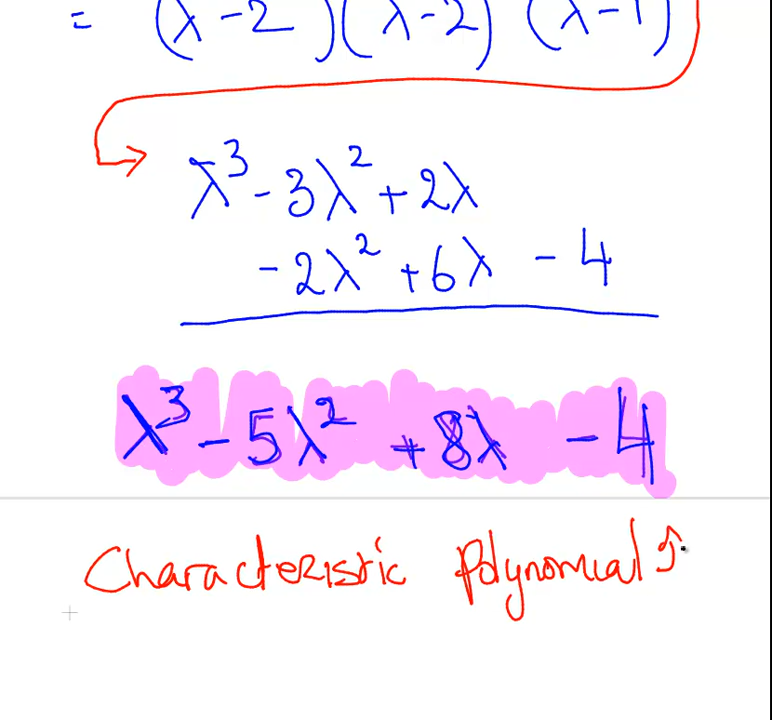 = (λ-2)(λ-2)(λ-1)
λ³-3λ²+2λ
-2λ²+6λ-4
λ³-5λ²+8λ-4
Characteristic Polynomial ↑